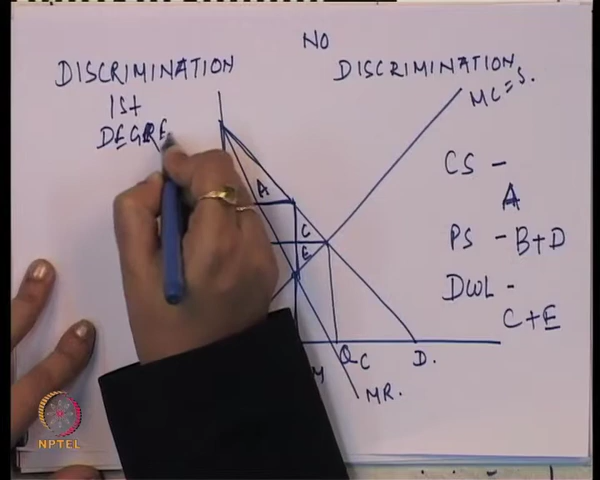 NO
DISCRIMINATION
DISCRIMINATION
1st
DEGRE
MC=S.
CS -
A
PS - B+D
DWL -
C+E
A
C
E
M
QC
D.
MR.
NPTEL